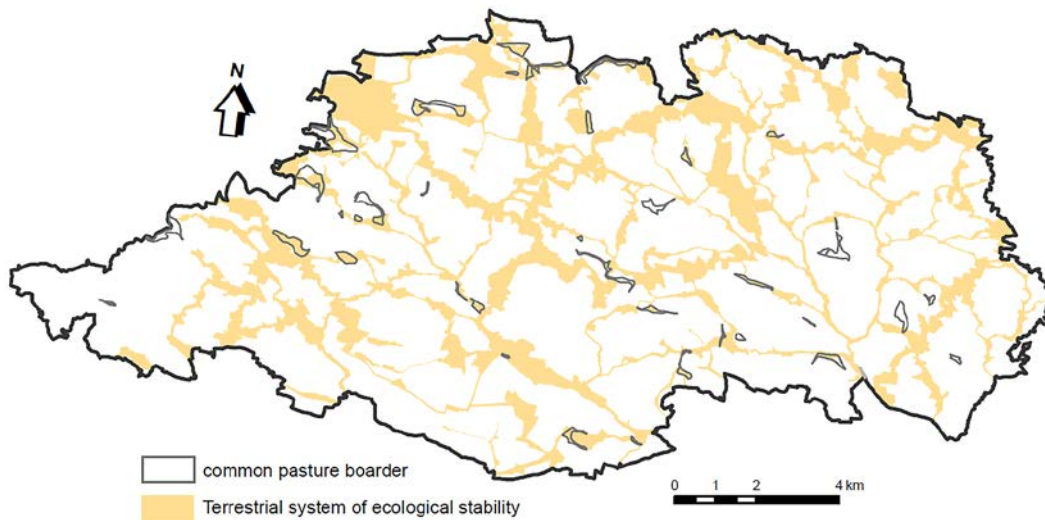 N
common pasture boarder
Terrestrial system of ecological stability
0 1 2 4 km